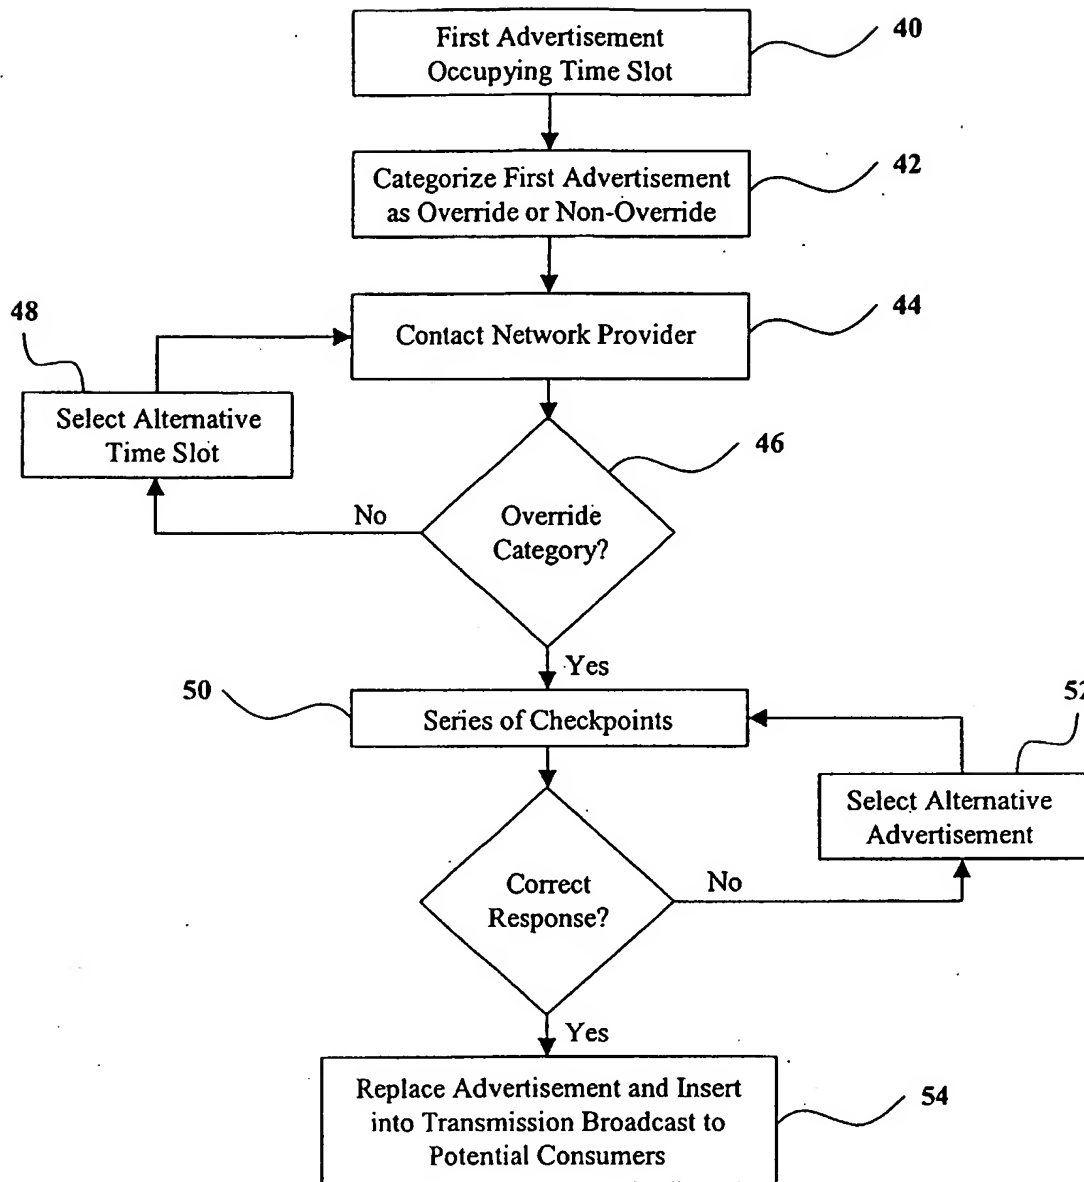 First Advertisement
Occupying Time Slot
40
Categorize First Advertisement
as Override or Non-Override
42
Contact Network Provider
44
48
Select Alternative
Time Slot
46
Override
Category?
No
Yes
50
Series of Checkpoints
52
Select Alternative
Advertisement
Correct
Response?
No
Yes
Replace Advertisement and Insert
into Transmission Broadcast to
Potential Consumers
54